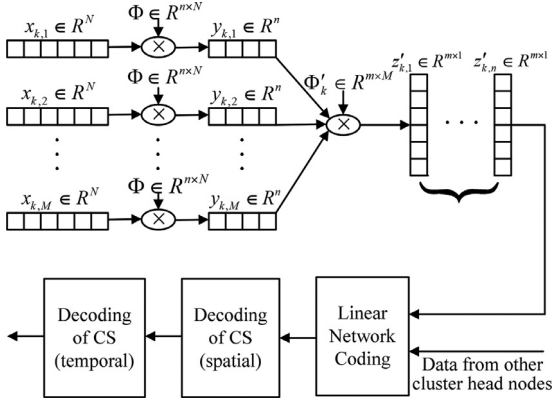 x_{k,1} ∈ R^N Φ ∈ R^{n×N} y_{k,1} ∈ R^n
x_{k,2} ∈ R^N Φ ∈ R^{n×N} y_{k,2} ∈ R^n Φ′_k ∈ R^{m×M} z′_{k,1} ∈ R^{m×1} z′_{k,n} ∈ R^{m×1}
x_{k,M} ∈ R^N Φ ∈ R^{n×N} y_{k,M} ∈ R^n
Decoding
of CS
(temporal)
Decoding
of CS
(spatial)
Linear
Network
Coding
Data from other
cluster head nodes